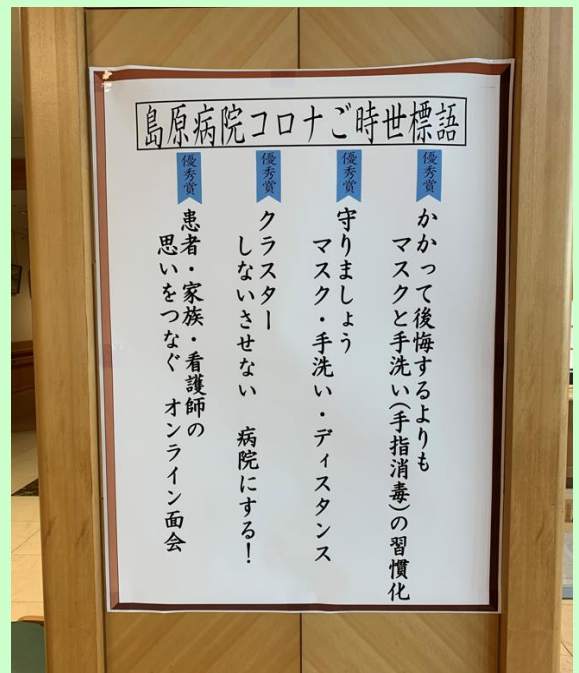 島原病院コロナご時世標語
優秀賞
かかって後悔するよりも
マスクと手洗い(手指消毒)の習慣化
優秀賞
守りましょう
マスク・手洗い・ディスタンス
優秀賞
クラスター
しないさせない 病院にする!
優秀賞
患者・家族・看護師の
思いをつなぐ オンライン面会